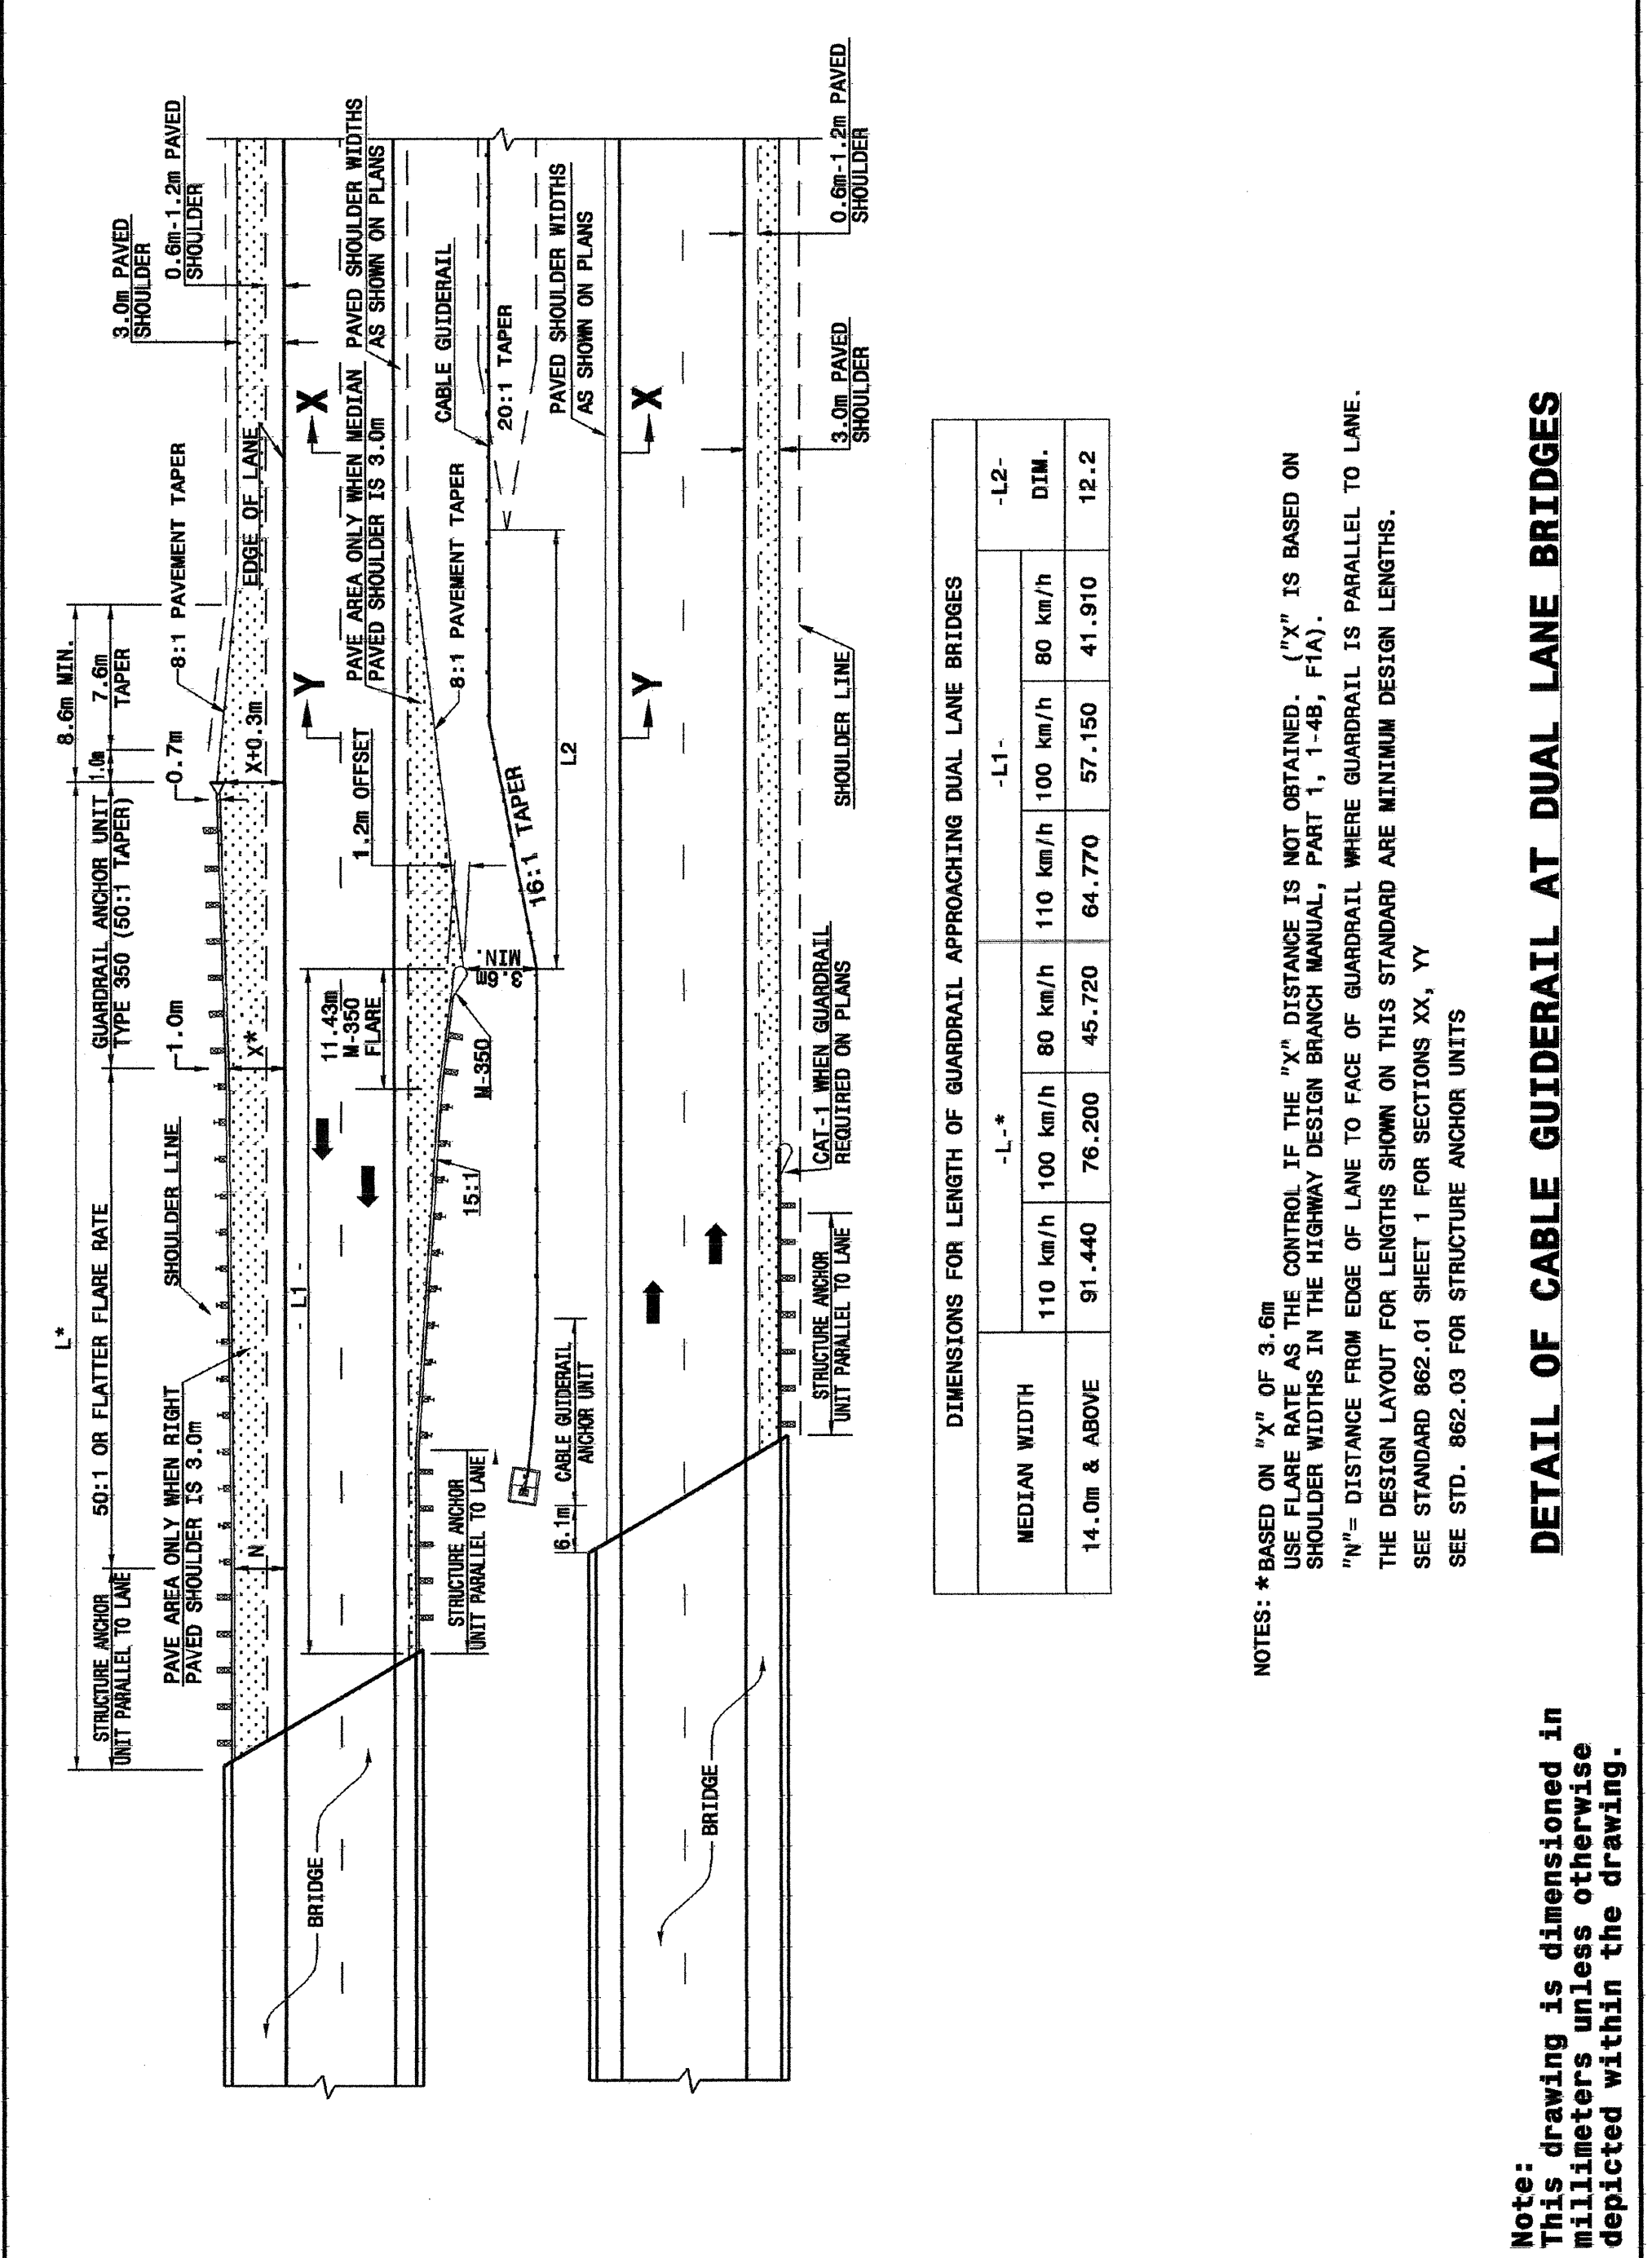 L*
8.6m MIN.
STRUCTURE ANCHOR
UNIT PARALLEL TO LANE
50:1 OR FLATTER FLARE RATE
GUARDRAIL ANCHOR UNIT
TYPE 350 (50:1 TAPER)
1.0m
7.6m
TAPER
3.0m PAVED
SHOULDER
PAVE AREA ONLY WHEN RIGHT
PAVED SHOULDER IS 3.0m
SHOULDER LINE
1.0m
0.7m
8:1 PAVEMENT TAPER
0.6m-1.2m PAVED
SHOULDER
N
X*
X+0.3m
EDGE OF LANE
BRIDGE
- L1 -
11.43m
M-350
FLARE
Y
X
1.2m OFFSET
PAVE AREA ONLY WHEN MEDIAN
PAVED SHOULDER IS 3.0m
PAVED SHOULDER WIDTHS
AS SHOWN ON PLANS
STRUCTURE ANCHOR
UNIT PARALLEL TO LANE
15:1
M-350
3.6m
MIN.
8:1 PAVEMENT TAPER
CABLE GUIDERAIL
16:1 TAPER
20:1 TAPER
6.1m
CABLE GUIDERAIL
ANCHOR UNIT
L2
PAVED SHOULDER WIDTHS
AS SHOWN ON PLANS
Y
X
BRIDGE
STRUCTURE ANCHOR
UNIT PARALLEL TO LANE
CAT-1 WHEN GUARDRAIL
REQUIRED ON PLANS
SHOULDER LINE
3.0m PAVED
SHOULDER
0.6m-1.2m PAVED
SHOULDER
DIMENSIONS FOR LENGTH OF GUARDRAIL APPROACHING DUAL LANE BRIDGES
MEDIAN WIDTH
-L-*
-L1-
-L2-
110 km/h 100 km/h 80 km/h 110 km/h 100 km/h 80 km/h DIM.
14.0m & ABOVE 91.440 76.200 45.720 64.770 57.150 41.910 12.2
NOTES: *BASED ON "X" OF 3.6m
USE FLARE RATE AS THE CONTROL IF THE "X" DISTANCE IS NOT OBTAINED. ("X" IS BASED ON
SHOULDER WIDTHS IN THE HIGHWAY DESIGN BRANCH MANUAL, PART 1, 1-4B, F1A).
"N"= DISTANCE FROM EDGE OF LANE TO FACE OF GUARDRAIL WHERE GUARDRAIL IS PARALLEL TO LANE.
THE DESIGN LAYOUT FOR LENGTHS SHOWN ON THIS STANDARD ARE MINIMUM DESIGN LENGTHS.
SEE STANDARD 862.01 SHEET 1 FOR SECTIONS XX, YY
SEE STD. 862.03 FOR STRUCTURE ANCHOR UNITS
DETAIL OF CABLE GUIDERAIL AT DUAL LANE BRIDGES
Note:
This drawing is dimensioned in
millimeters unless otherwise
depicted within the drawing.